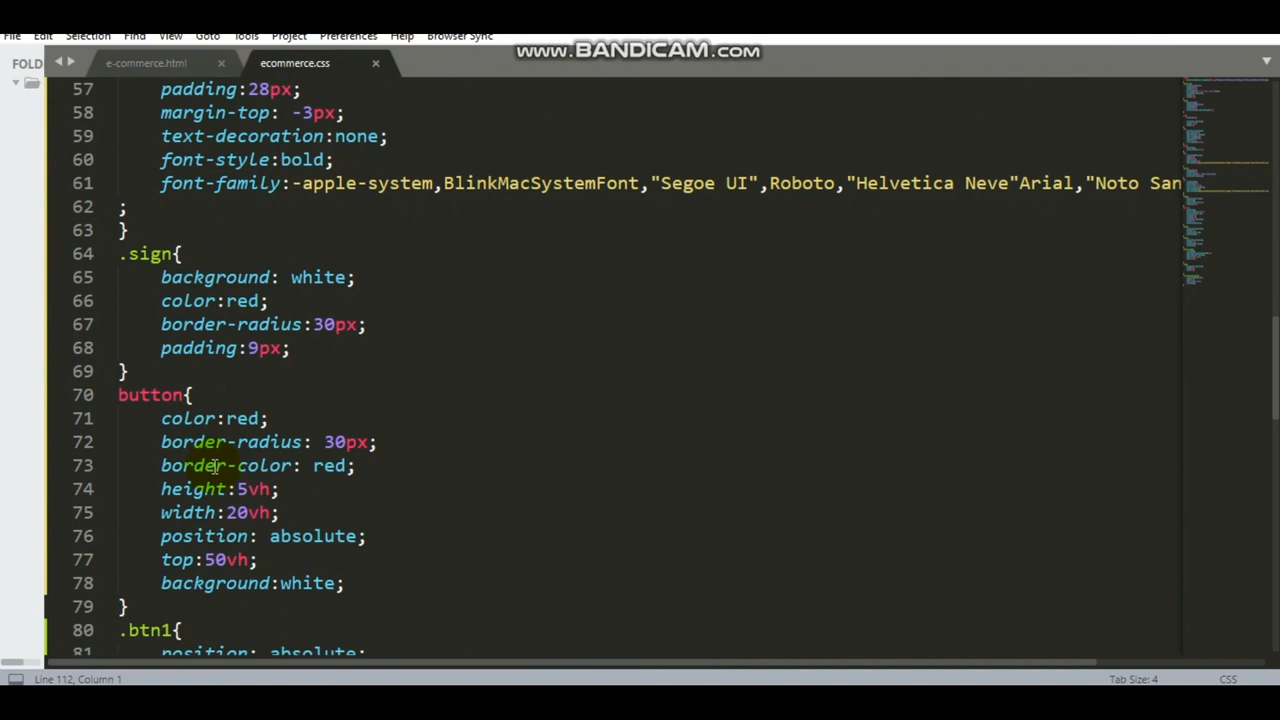 File Edit Selection Find View Goto Tools Project Preferences Help Browser Sync
www.BANDICAM.com
FOLD
e-commerce.html × ecommerce.css ×
57 padding:28px;
58 margin-top: -3px;
59 text-decoration:none;
60 font-style:bold;
61 font-family:-apple-system,BlinkMacSystemFont,"Segoe UI",Roboto,"Helvetica Neve"Arial,"Noto San
62 ;
63 }
64 .sign{
65 background: white;
66 color:red;
67 border-radius:30px;
68 padding:9px;
69 }
70 button{
71 color:red;
72 border-radius: 30px;
73 border-color: red;
74 height:5vh;
75 width:20vh;
76 position: absolute;
77 top:50vh;
78 background:white;
79 }
80 .btn1{
81 position: absolute;
Line 112, Column 1 Tab Size: 4 CSS